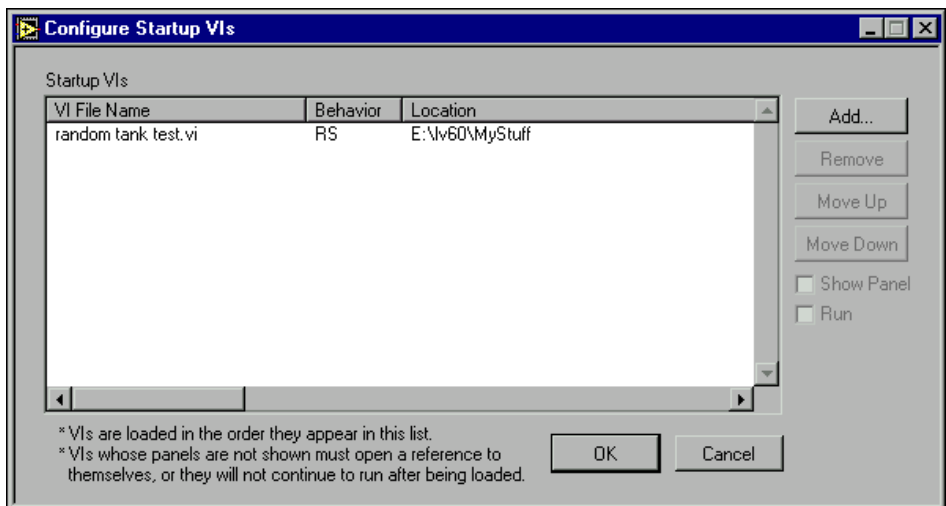 Configure Startup VIs
Startup VIs
VI File Name Behavior Location
random tank test.vi RS E:\lv60\MyStuff
Add...
Remove
Move Up
Move Down
Show Panel
Run
* VIs are loaded in the order they appear in this list.
* VIs whose panels are not shown must open a reference to
themselves, or they will not continue to run after being loaded.
OK Cancel